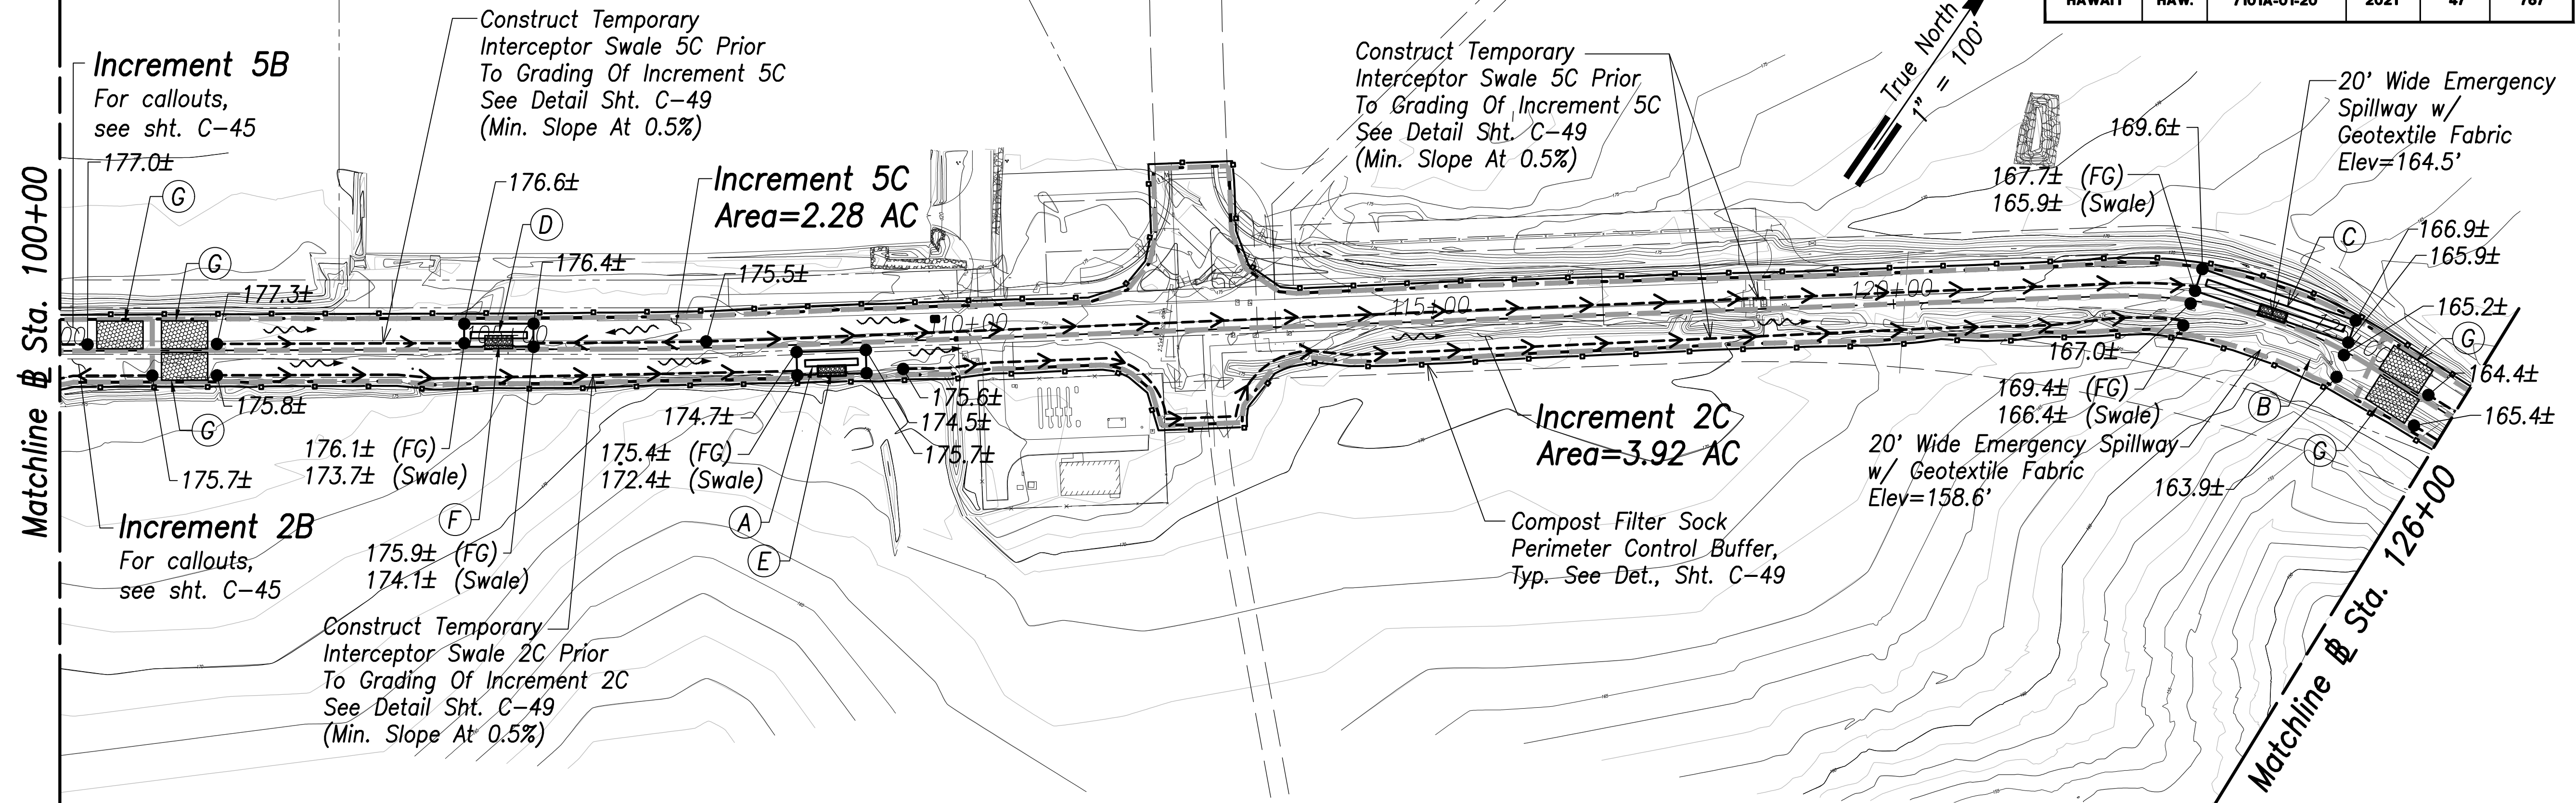 HAWAII HAW. 7101A-01-20 2021 47 787
Construct Temporary
Interceptor Swale 5C Prior
To Grading Of Increment 5C
See Detail Sht. C-49
(Min. Slope At 0.5%)
Increment 5B
For callouts,
see sht. C-45
177.0±
G
G
177.3±
176.6±
D
176.4±
Increment 5C
Area=2.28 AC
175.5±
Construct Temporary
Interceptor Swale 5C Prior
To Grading Of Increment 5C
See Detail Sht. C-49
(Min. Slope At 0.5%)
True North
1" = 100'
169.6±
167.7± (FG)
165.9± (Swale)
20' Wide Emergency
Spillway w/
Geotextile Fabric
Elev=164.5'
C
166.9±
165.9±
165.2±
G
164.4±
165.4±
110+00
115+00
120+00
Matchline BL Sta. 100+00
175.8±
G
175.7±
Increment 2B
For callouts,
see sht. C-45
176.1± (FG)
173.7± (Swale)
F
175.9± (FG)
174.1± (Swale)
Construct Temporary
Interceptor Swale 2C Prior
To Grading Of Increment 2C
See Detail Sht. C-49
(Min. Slope At 0.5%)
174.7±
175.4± (FG)
172.4± (Swale)
A
E
175.6±
174.5±
175.7±
Increment 2C
Area=3.92 AC
Compost Filter Sock
Perimeter Control Buffer,
Typ. See Det., Sht. C-49
167.0±
169.4± (FG)
166.4± (Swale)
20' Wide Emergency Spillway
w/ Geotextile Fabric
Elev=158.6'
B
G
163.9±
Matchline BL Sta. 126+00